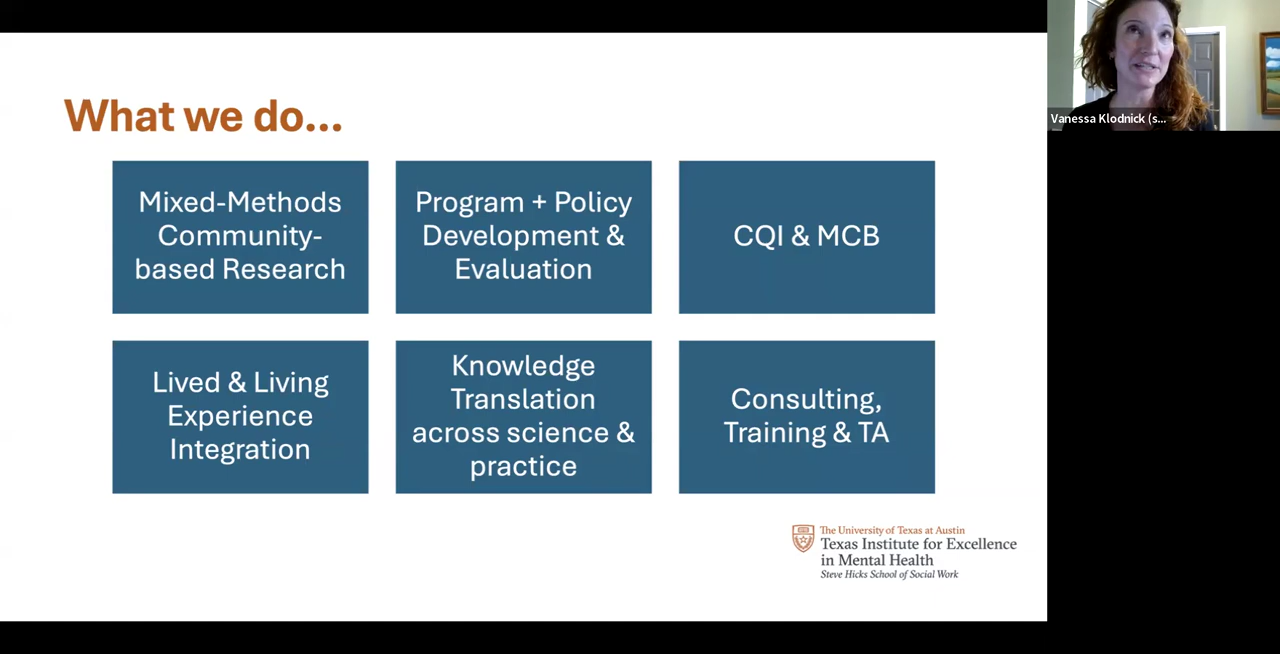 What we do...
Mixed-Methods
Community-
based Research
Program + Policy
Development &
Evaluation
CQI & MCB
Lived & Living
Experience
Integration
Knowledge
Translation
across science &
practice
Consulting,
Training & TA
The University of Texas at Austin
Texas Institute for Excellence
in Mental Health
Steve Hicks School of Social Work
Vanessa Klodnick (s...